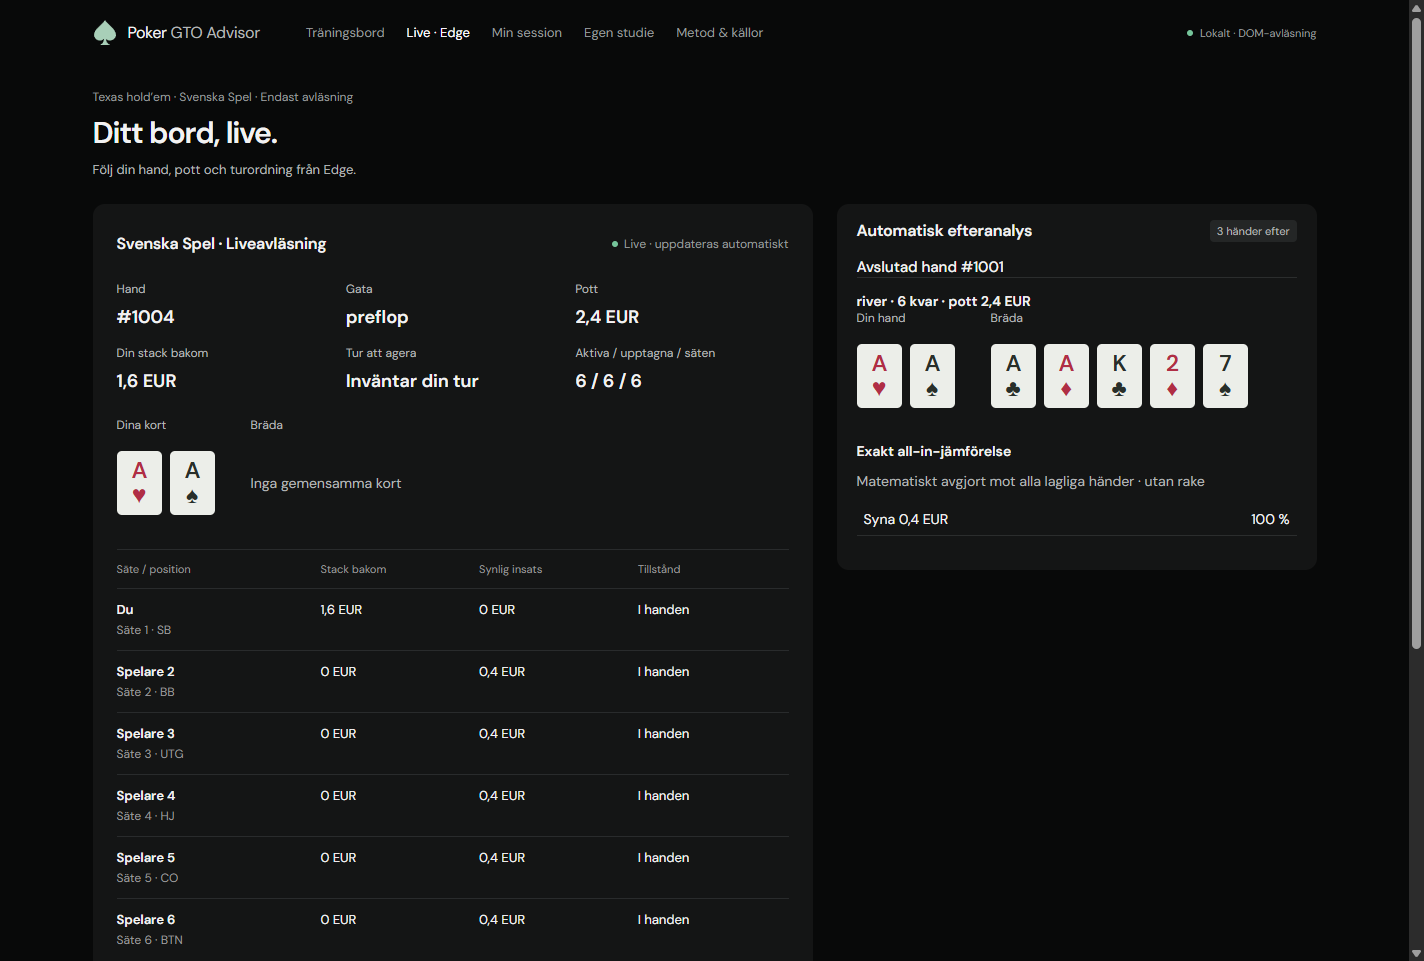 Poker GTO Advisor
Träningsbord
Live · Edge
Min session
Egen studie
Metod & källor
Lokalt · DOM-avläsning
Texas hold'em · Svenska Spel · Endast avläsning
Ditt bord, live.
Följ din hand, pott och turordning från Edge.
Svenska Spel · Liveavläsning
Live · uppdateras automatiskt
Hand
Gata
Pott
#1004
preflop
2,4 EUR
Din stack bakom
Tur att agera
Aktiva / upptagna / säten
1,6 EUR
Inväntar din tur
6 / 6 / 6
Dina kort
Bräda
A♥
A♠
Inga gemensamma kort
Säte / position
Stack bakom
Synlig insats
Tillstånd
Du
1,6 EUR
0 EUR
I handen
Säte 1 · SB
Spelare 2
0 EUR
0,4 EUR
I handen
Säte 2 · BB
Spelare 3
0 EUR
0,4 EUR
I handen
Säte 3 · UTG
Spelare 4
0 EUR
0,4 EUR
I handen
Säte 4 · HJ
Spelare 5
0 EUR
0,4 EUR
I handen
Säte 5 · CO
Spelare 6
0 EUR
0,4 EUR
I handen
Säte 6 · BTN
Automatisk efteranalys
3 händer efter
Avslutad hand #1001
river · 6 kvar · pott 2,4 EUR
Din hand
Bräda
A♥
A♠
A♣
A♦
K♣
2♦
7♠
Exakt all-in-jämförelse
Matematiskt avgjort mot alla lagliga händer · utan rake
Syna 0,4 EUR
100 %